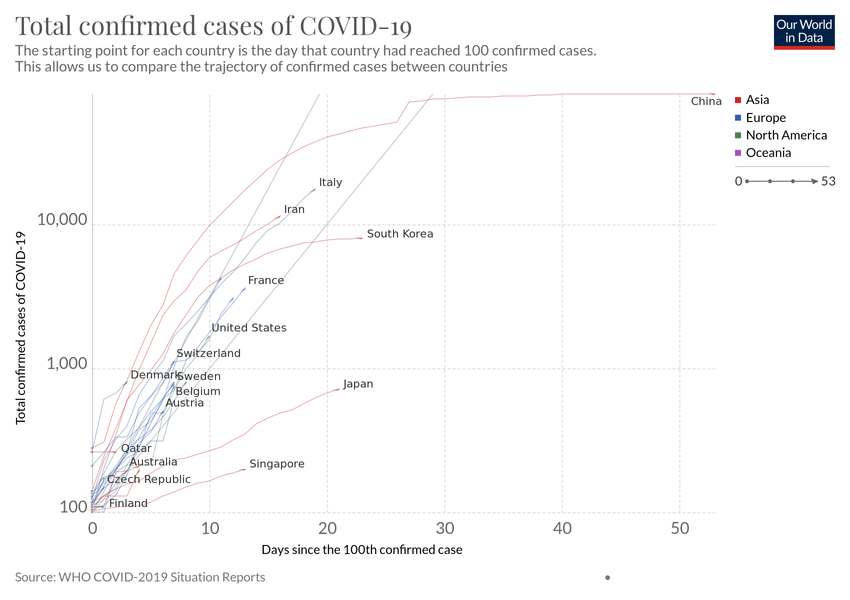 Total confirmed cases of COVID-19
The starting point for each country is the day that country had reached 100 confirmed cases.
This allows us to compare the trajectory of confirmed cases between countries
Our World
in Data
China
Asia
Europe
North America
Oceania
0
53
Italy
Iran
10,000
South Korea
France
United States
Switzerland
1,000
Denmark
Sweden
Japan
Belgium
Austria
Qatar
Australia
Singapore
Czech Republic
Finland
100
0
10
20
30
40
50
Total confirmed cases of COVID-19
Days since the 100th confirmed case
Source: WHO COVID-2019 Situation Reports